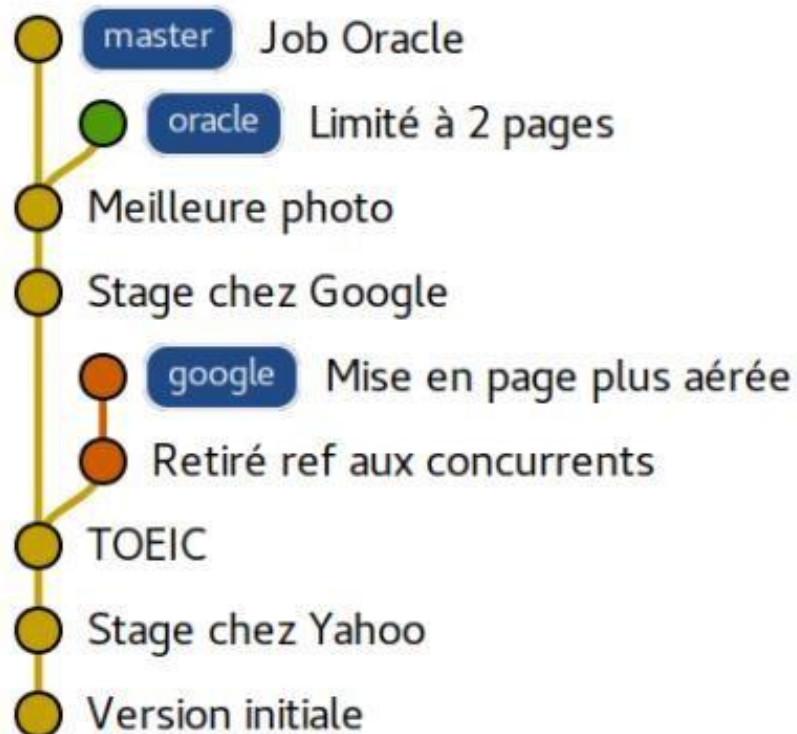 master Job Oracle
oracle Limité à 2 pages
Meilleure photo
Stage chez Google
google Mise en page plus aérée
Retiré ref aux concurrents
TOEIC
Stage chez Yahoo
Version initiale